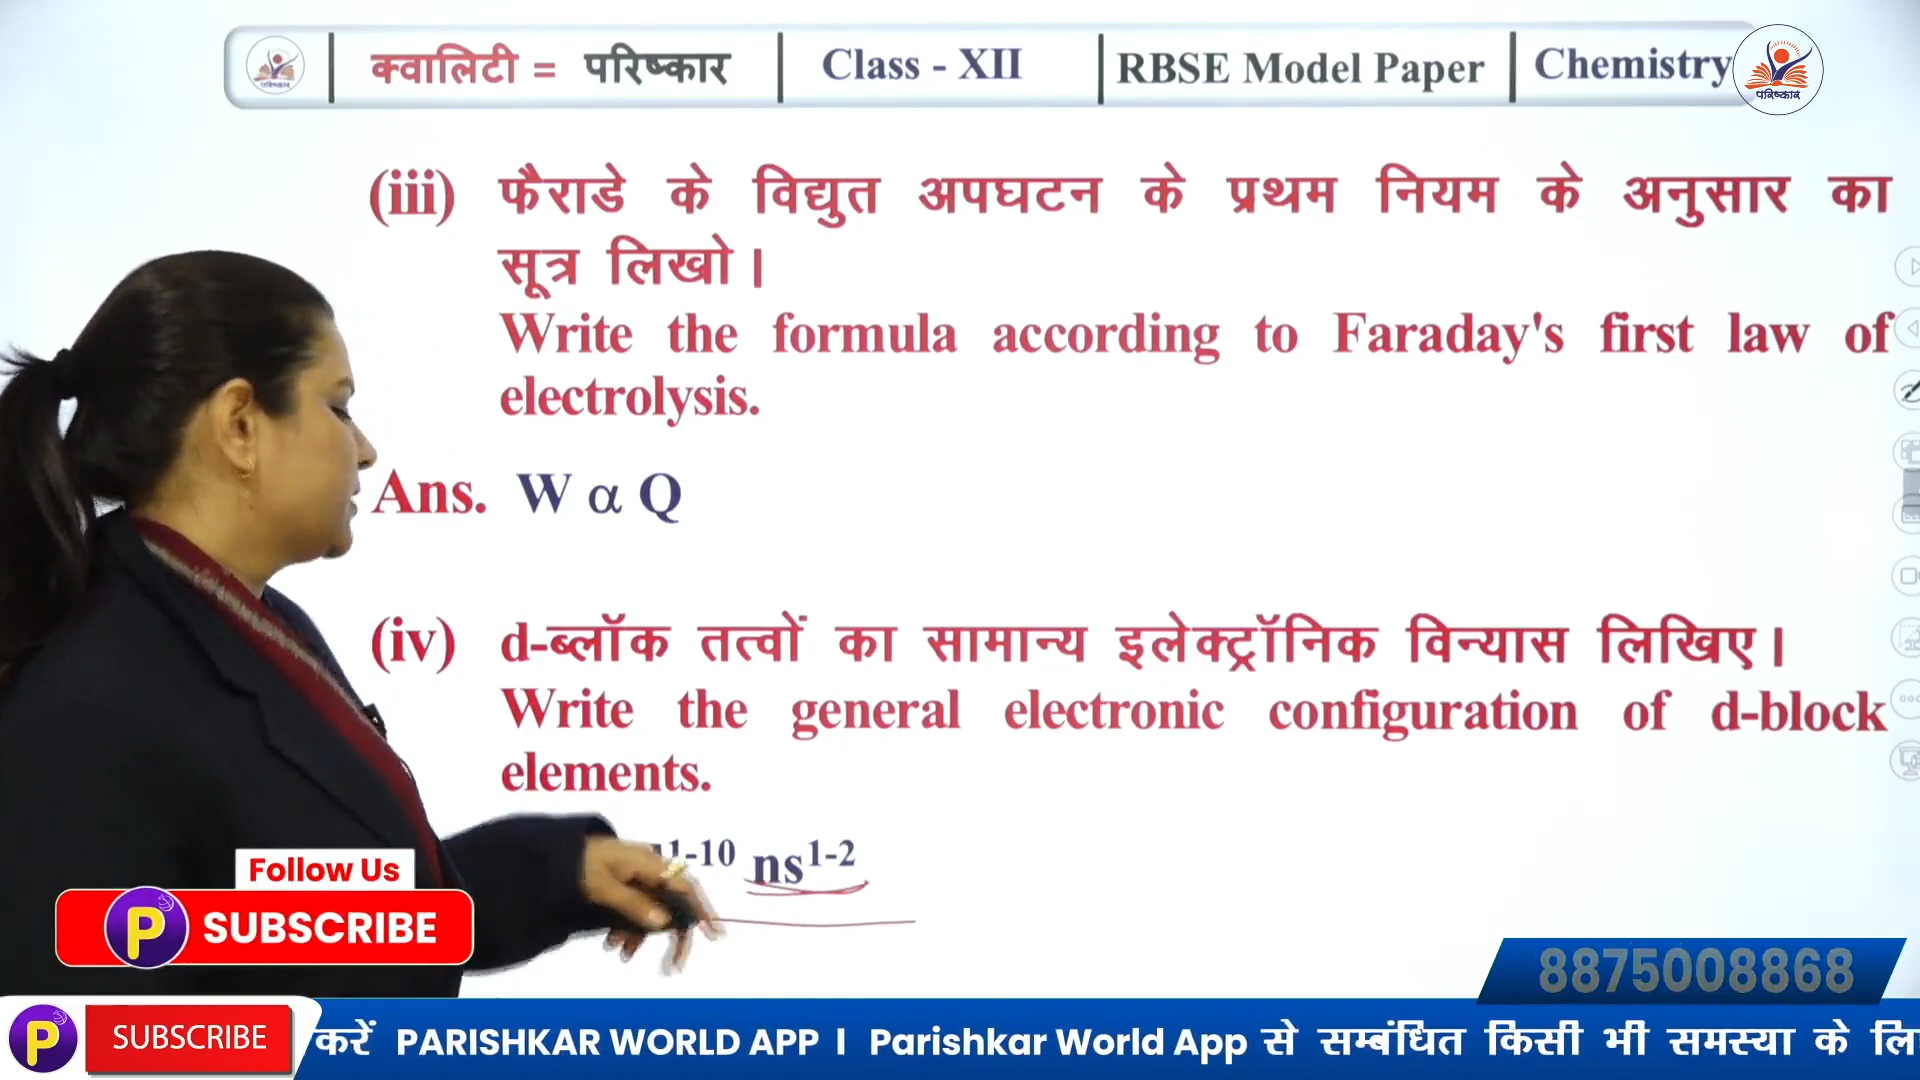 क्वालिटी = परिष्कार
Class - XII
RBSE Model Paper
Chemistry
परिष्कार
(iii) फैराडे के विद्युत अपघटन के प्रथम नियम के अनुसार का
सूत्र लिखो।
Write the formula according to Faraday's first law of
electrolysis.
Ans. W α Q
(iv) d-ब्लॉक तत्वों का सामान्य इलेक्ट्रॉनिक विन्यास लिखिए।
Write the general electronic configuration of d-block
elements.
1-10 ns1-2
Follow Us
P SUBSCRIBE
8875008868
P SUBSCRIBE
करें PARISHKAR WORLD APP । Parishkar World App से सम्बंधित किसी भी समस्या के